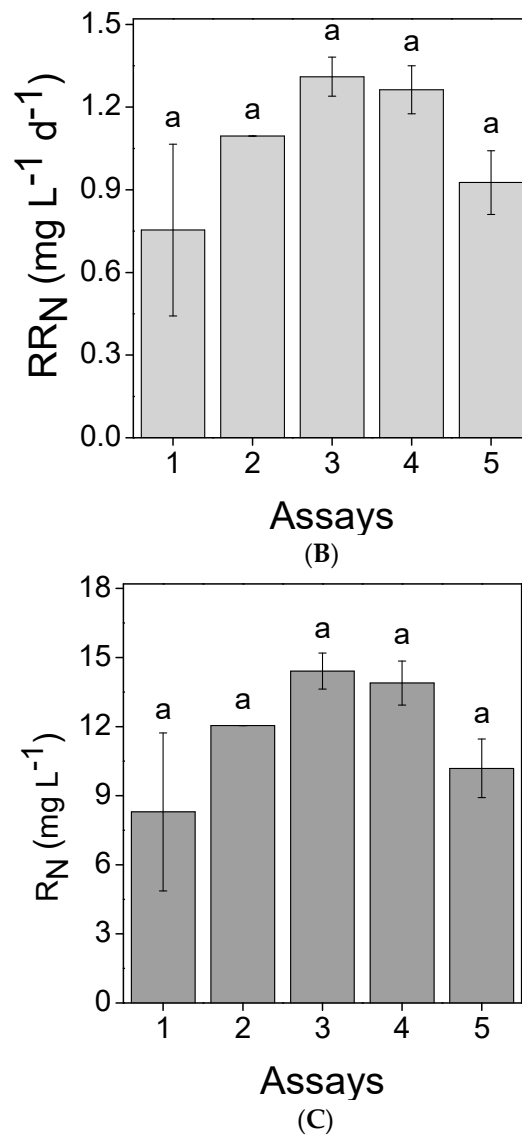 RR_N (mg L^-1 d^-1)
1.5
1.2
0.9
0.6
0.3
0.0
a
a
a
a
a
1 2 3 4 5
Assays
(B)
R_N (mg L^-1)
18
15
12
9
6
3
0
a
a
a
a
a
1 2 3 4 5
Assays
(C)